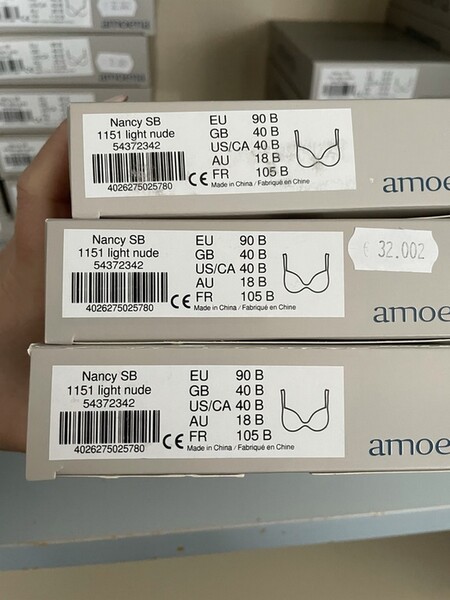 amoena
Nancy SB
1151 light nude
54372342
4026275025780
EU 90 B
GB 40 B
US/CA 40 B
AU 18 B
FR 105 B
CE Made in China / Fabriqué en Chine
amoe
Nancy SB
1151 light nude
54372342
4026275025780
EU 90 B
GB 40 B
US/CA 40 B
AU 18 B
FR 105 B
CE Made in China / Fabriqué en Chine
€ 32.002
amoe
Nancy SB
1151 light nude
54372342
4026275025780
EU 90 B
GB 40 B
US/CA 40 B
AU 18 B
FR 105 B
CE Made in China / Fabriqué en Chine
amoe